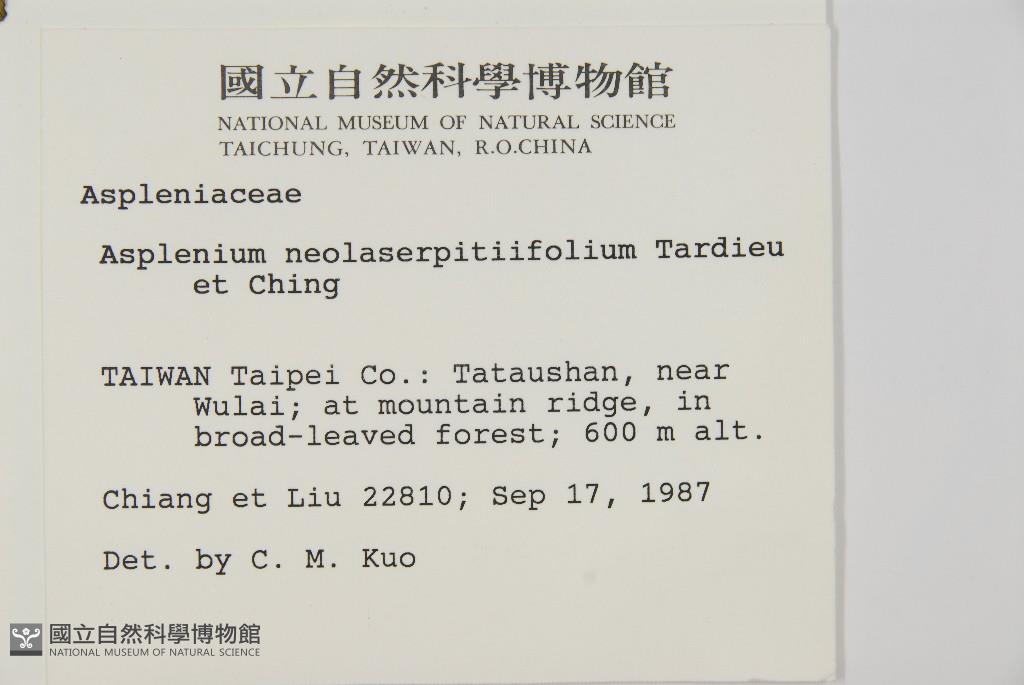 國立自然科學博物館
NATIONAL MUSEUM OF NATURAL SCIENCE
TAICHUNG, TAIWAN, R.O.CHINA
Aspleniaceae
Asplenium neolaserpitiifolium Tardieu
et Ching
TAIWAN Taipei Co.: Tataushan, near
Wulai; at mountain ridge, in
broad-leaved forest; 600 m alt.
Chiang et Liu 22810; Sep 17, 1987
Det. by C. M. Kuo
國立自然科學博物館
NATIONAL MUSEUM OF NATURAL SCIENCE